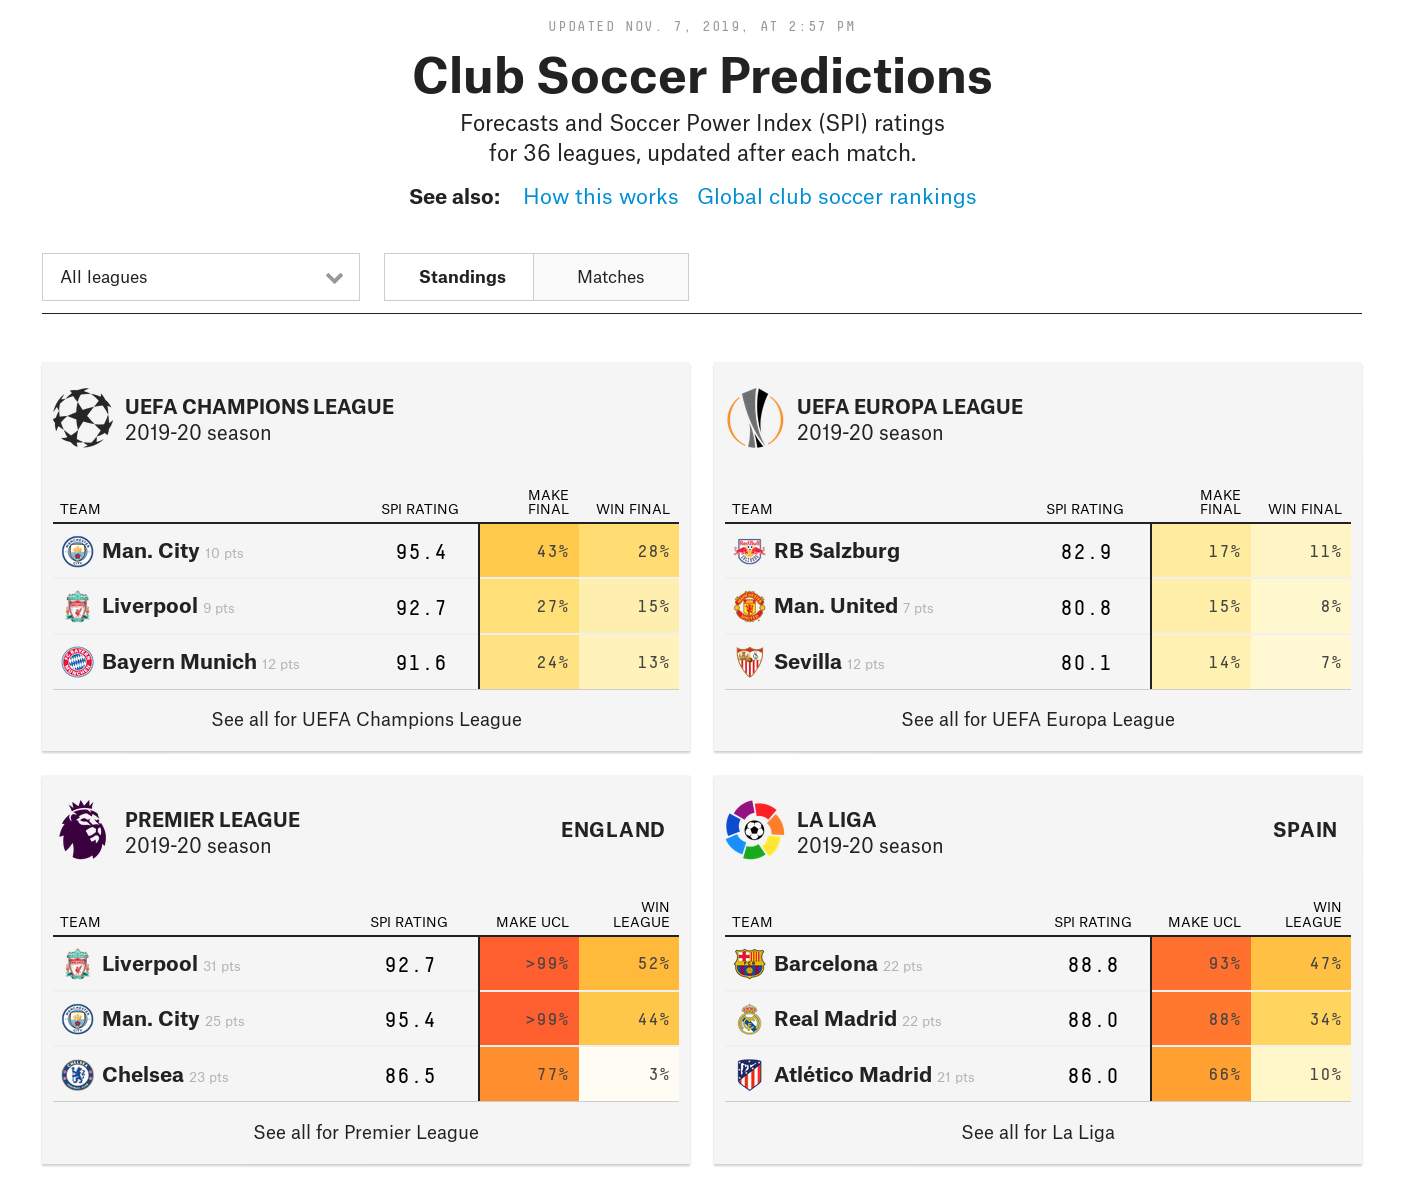 UPDATED NOV. 7, 2019, AT 2:57 PM
Club Soccer Predictions
Forecasts and Soccer Power Index (SPI) ratings
for 36 leagues, updated after each match.
See also: How this works Global club soccer rankings
All leagues Standings Matches
UEFA CHAMPIONS LEAGUE
2019-20 season
TEAM SPI RATING MAKE FINAL WIN FINAL
Man. City 10 pts 95.4 43% 28%
Liverpool 9 pts 92.7 27% 15%
Bayern Munich 12 pts 91.6 24% 13%
See all for UEFA Champions League
UEFA EUROPA LEAGUE
2019-20 season
TEAM SPI RATING MAKE FINAL WIN FINAL
RB Salzburg 82.9 17% 11%
Man. United 7 pts 80.8 15% 8%
Sevilla 12 pts 80.1 14% 7%
See all for UEFA Europa League
PREMIER LEAGUE ENGLAND
2019-20 season
TEAM SPI RATING MAKE UCL WIN LEAGUE
Liverpool 31 pts 92.7 >99% 52%
Man. City 25 pts 95.4 >99% 44%
Chelsea 23 pts 86.5 77% 3%
See all for Premier League
LA LIGA SPAIN
2019-20 season
TEAM SPI RATING MAKE UCL WIN LEAGUE
Barcelona 22 pts 88.8 93% 47%
Real Madrid 22 pts 88.0 88% 34%
Atlético Madrid 21 pts 86.0 66% 10%
See all for La Liga